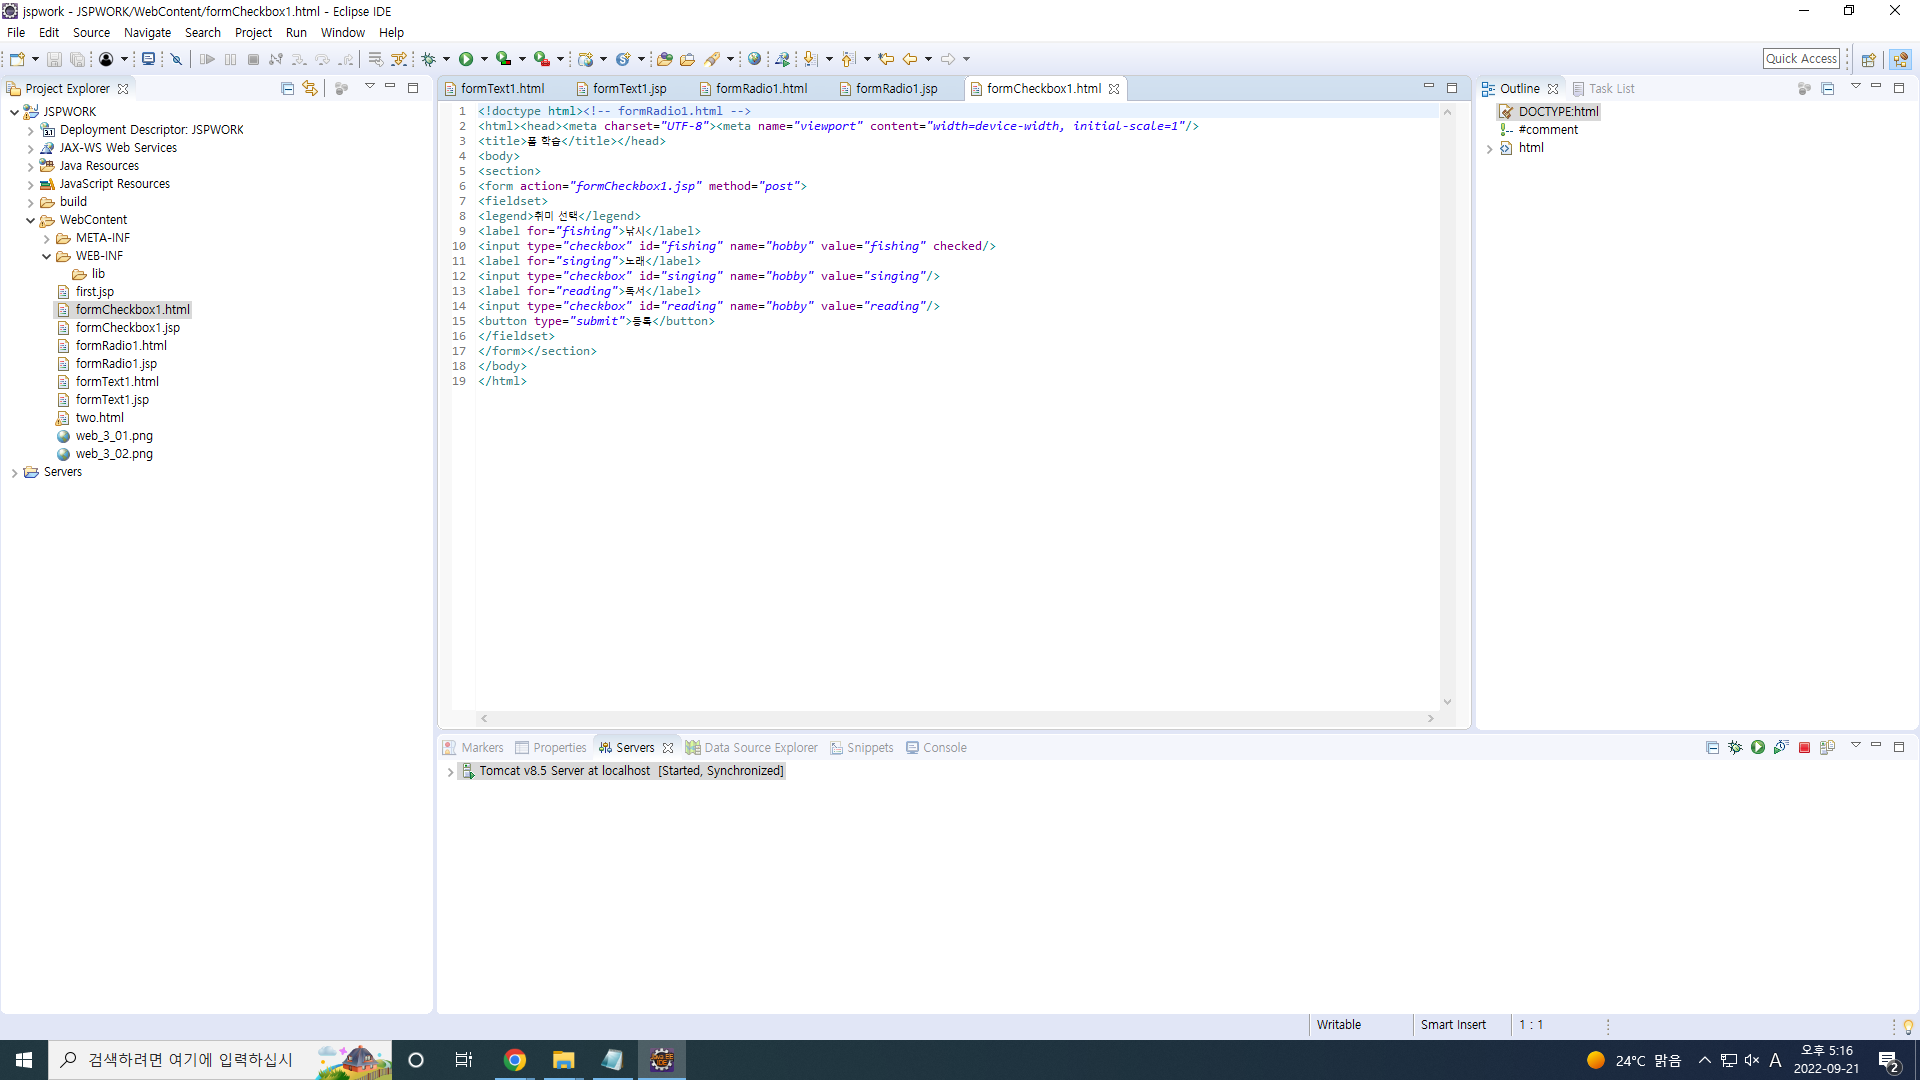 jspwork - JSPWORK/WebContent/formCheckbox1.html - Eclipse IDE
File Edit Source Navigate Search Project Run Window Help
Quick Access
Project Explorer
JSPWORK
Deployment Descriptor: JSPWORK
JAX-WS Web Services
Java Resources
JavaScript Resources
build
WebContent
META-INF
WEB-INF
lib
first.jsp
formCheckbox1.html
formCheckbox1.jsp
formRadio1.html
formRadio1.jsp
formText1.html
formText1.jsp
two.html
web_3_01.png
web_3_02.png
Servers
formText1.html formText1.jsp formRadio1.html formRadio1.jsp formCheckbox1.html
1 <!doctype html><!-- formRadio1.html -->
2 <html><head><meta charset="UTF-8"><meta name="viewport" content="width=device-width, initial-scale=1"/>
3 <title>폼 학습</title></head>
4 <body>
5 <section>
6 <form action="formCheckbox1.jsp" method="post">
7 <fieldset>
8 <legend>취미 선택</legend>
9 <label for="fishing">낚시</label>
10 <input type="checkbox" id="fishing" name="hobby" value="fishing" checked/>
11 <label for="singing">노래</label>
12 <input type="checkbox" id="singing" name="hobby" value="singing"/>
13 <label for="reading">독서</label>
14 <input type="checkbox" id="reading" name="hobby" value="reading"/>
15 <button type="submit">등록</button>
16 </fieldset>
17 </form></section>
18 </body>
19 </html>
Outline Task List
DOCTYPE:html
#comment
html
Markers Properties Servers Data Source Explorer Snippets Console
Tomcat v8.5 Server at localhost [Started, Synchronized]
Writable Smart Insert 1 : 1
검색하려면 여기에 입력하십시
24°C 맑음 A 오후 5:16
2022-09-21
2